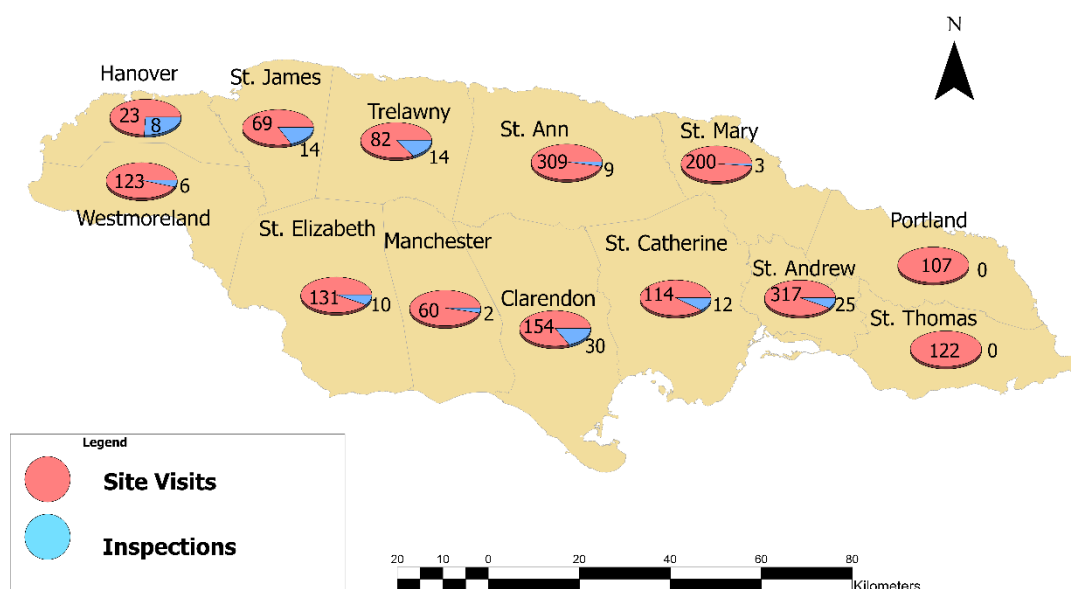 N
Hanover
23
8
St. James
69
14
Trelawny
82
14
St. Ann
309
9
St. Mary
200
3
123
6
Westmoreland
St. Elizabeth
131
10
Manchester
60
2
Clarendon
154
30
St. Catherine
114
12
St. Andrew
317
25
Portland
107
0
St. Thomas
122
0
Legend
Site Visits
Inspections
20 10 0 20 40 60 80
Kilometers